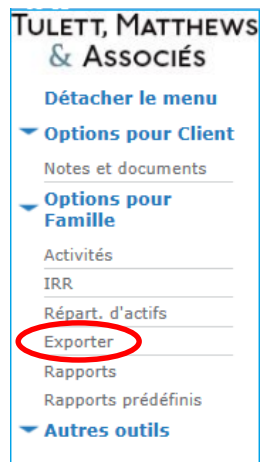 TULETT, MATTHEWS
& ASSOCIÉS
Détacher le menu
Options pour Client
Notes et documents
Options pour
Famille
Activités
IRR
Répart. d'actifs
Exporter
Rapports
Rapports prédéfinis
Autres outils